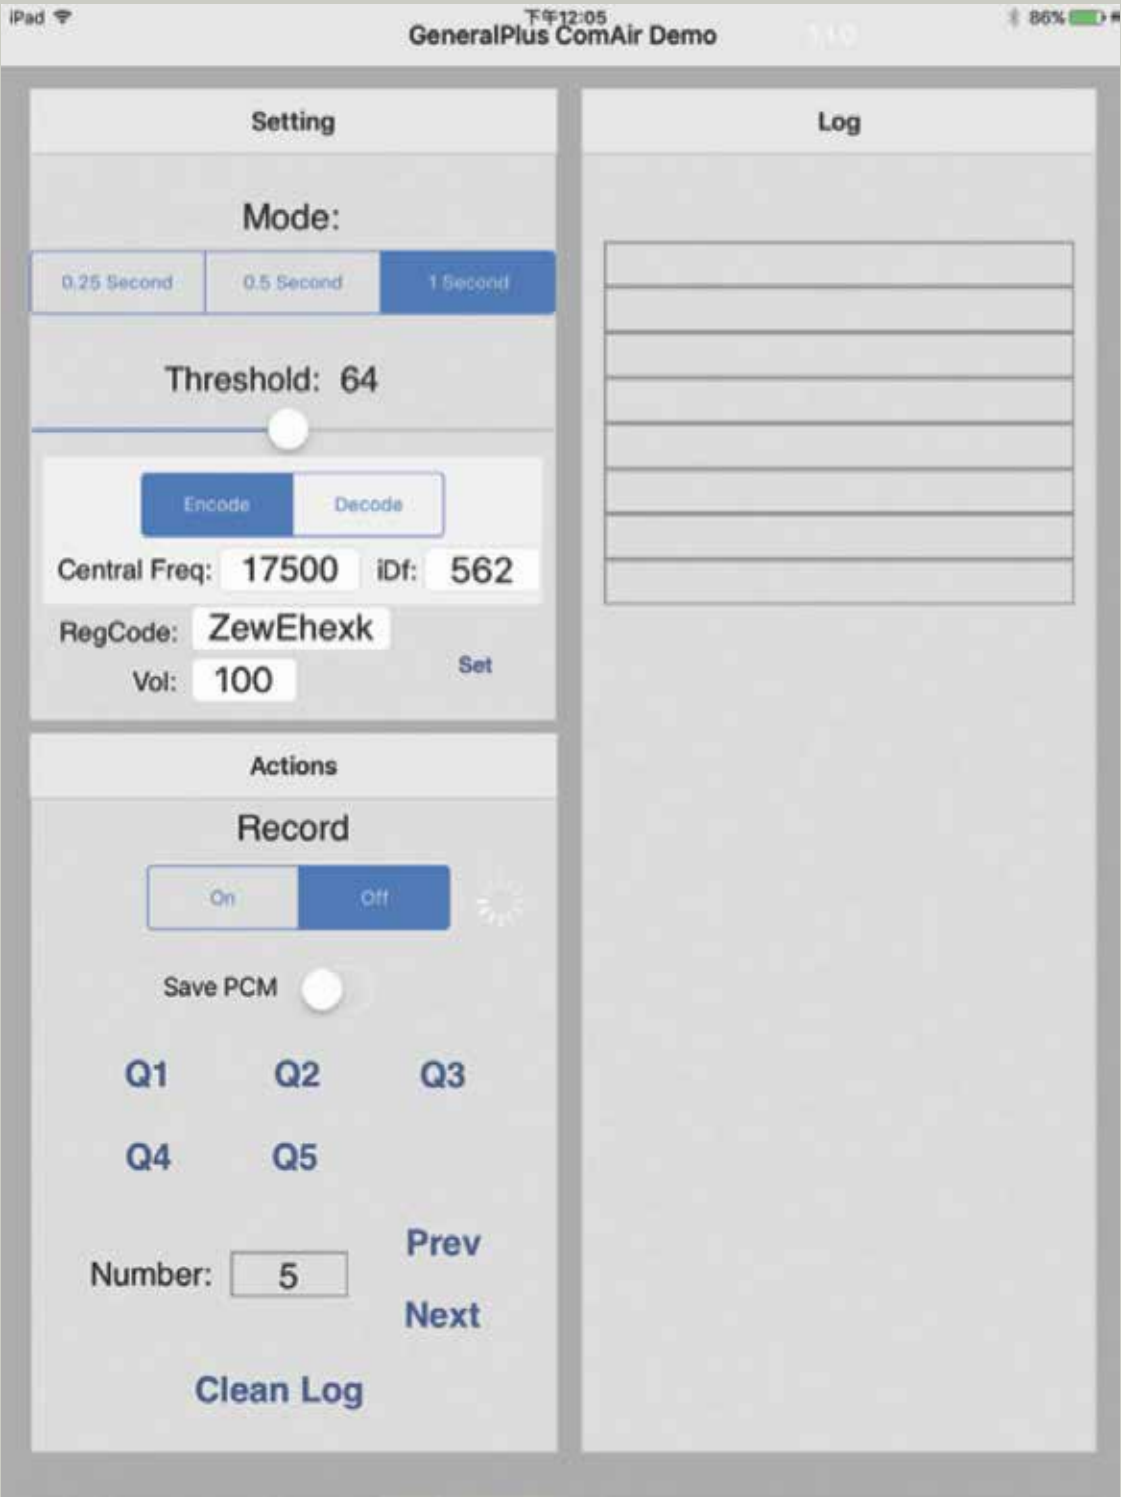 iPad 下午12:05 86%
GeneralPlus ComAir Demo
Setting
Mode:
0.25 Second 0.5 Second 1 Second
Threshold: 64
Encode Decode
Central Freq: 17500 iDf: 562
RegCode: ZewEhexk
Vol: 100 Set
Actions
Record
On Off
Save PCM
Q1 Q2 Q3
Q4 Q5
Prev
Number: 5
Next
Clean Log
Log